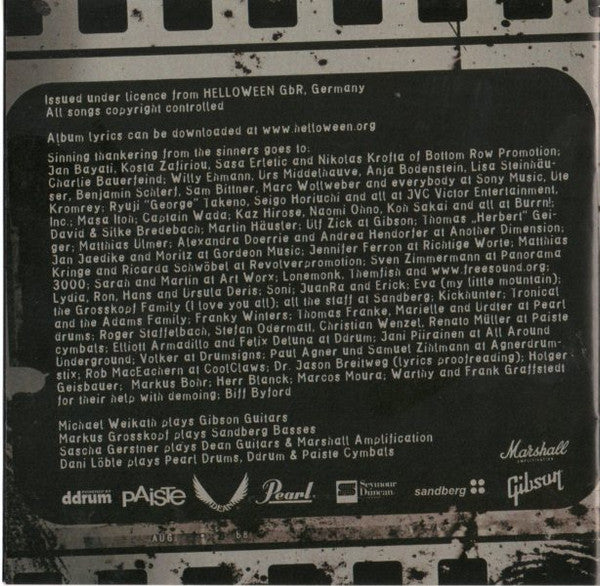 Issued under licence from HELLOWEEN GbR, Germany
All songs copyright controlled
Album lyrics can be downloaded at www.helloween.org
Sinning thankering from the sinners goes to:
Jan Bayati, Kosta Zafiriou, Sasa Erletic and Nikolas Krofta of Bottom Row Promotion;
Charlie Bauerfeind; Willy Ehmann, Urs Middelhauve, Anja Bodenstein, Lisa Steinhäu-
ser, Benjamin Schlerf, Sam Bittner, Marc Wollweber and everybody at Sony Music, Ute
Kromrey; Ryuji "George" Takeno, Seigo Horiuchi and all at JVC Victor Entertainment,
Inc.; Masa Itoh; Captain Wada; Kaz Hirose, Naomi Ohno, Koh Sakai and all at Burrn!;
David & Silke Bredebach; Martin Häusler; Ulf Zick at Gibson; Thomas „Herbert" Gei-
ger; Matthias Ulmer; Alexandra Doerrie and Andrea Hendorfer at Another Dimension;
Jan Jaedike and Moritz at Gordeon Music; Jennifer Ferron at Richtige Worte; Matthias
Kringe and Ricarda Schwöbel at Revolverpromotion; Sven Zimmermann at Panorama
3000; Sarah and Martin at Art Worx; Lonemonk, Themfish and www.freesound.org;
Lydia, Ron, Hans and Ursula Deris; Soni; JuanRa and Erick; Eva (my little mountain);
the Grosskopf Family (I love you all); all the staff at Sandberg; Kickhunter; Tronical
and the Adams Family; Franky Winters; Thomas Franke, Marielle and Urdter at Pearl
drums; Roger Staffelbach, Stefan Odermatt, Christian Wenzel, Renato Müller at Paiste
cymbals; Elliott Armadillo and Felix Deluna at Ddrum; Jani Piirainen at All Around
Underground; Volker at Drumsigns; Paul Agner und Samuel Zihlmann at Agnerdrum-
stix; Rob MacEachern at CoolClaws; Dr. Jason Breitweg (lyrics proofreading); Holger
Geisbauer; Markus Bohr; Herr Blanck; Marcos Moura; Warthy and Frank Graffstedt
for their help with demoing; Biff Byford
Michael Weikath plays Gibson Guitars
Markus Grosskopf plays Sandberg Basses
Sascha Gerstner plays Dean Guitars & Marshall Amplification
Dani Löble plays Pearl Drums, Ddrum & Paiste Cymbals
Marshall
AMPLIFICATION
ddrum
PAiSTe
DEAN
Pearl
Seymour
Duncan
sandberg
Gibson
AUG
68